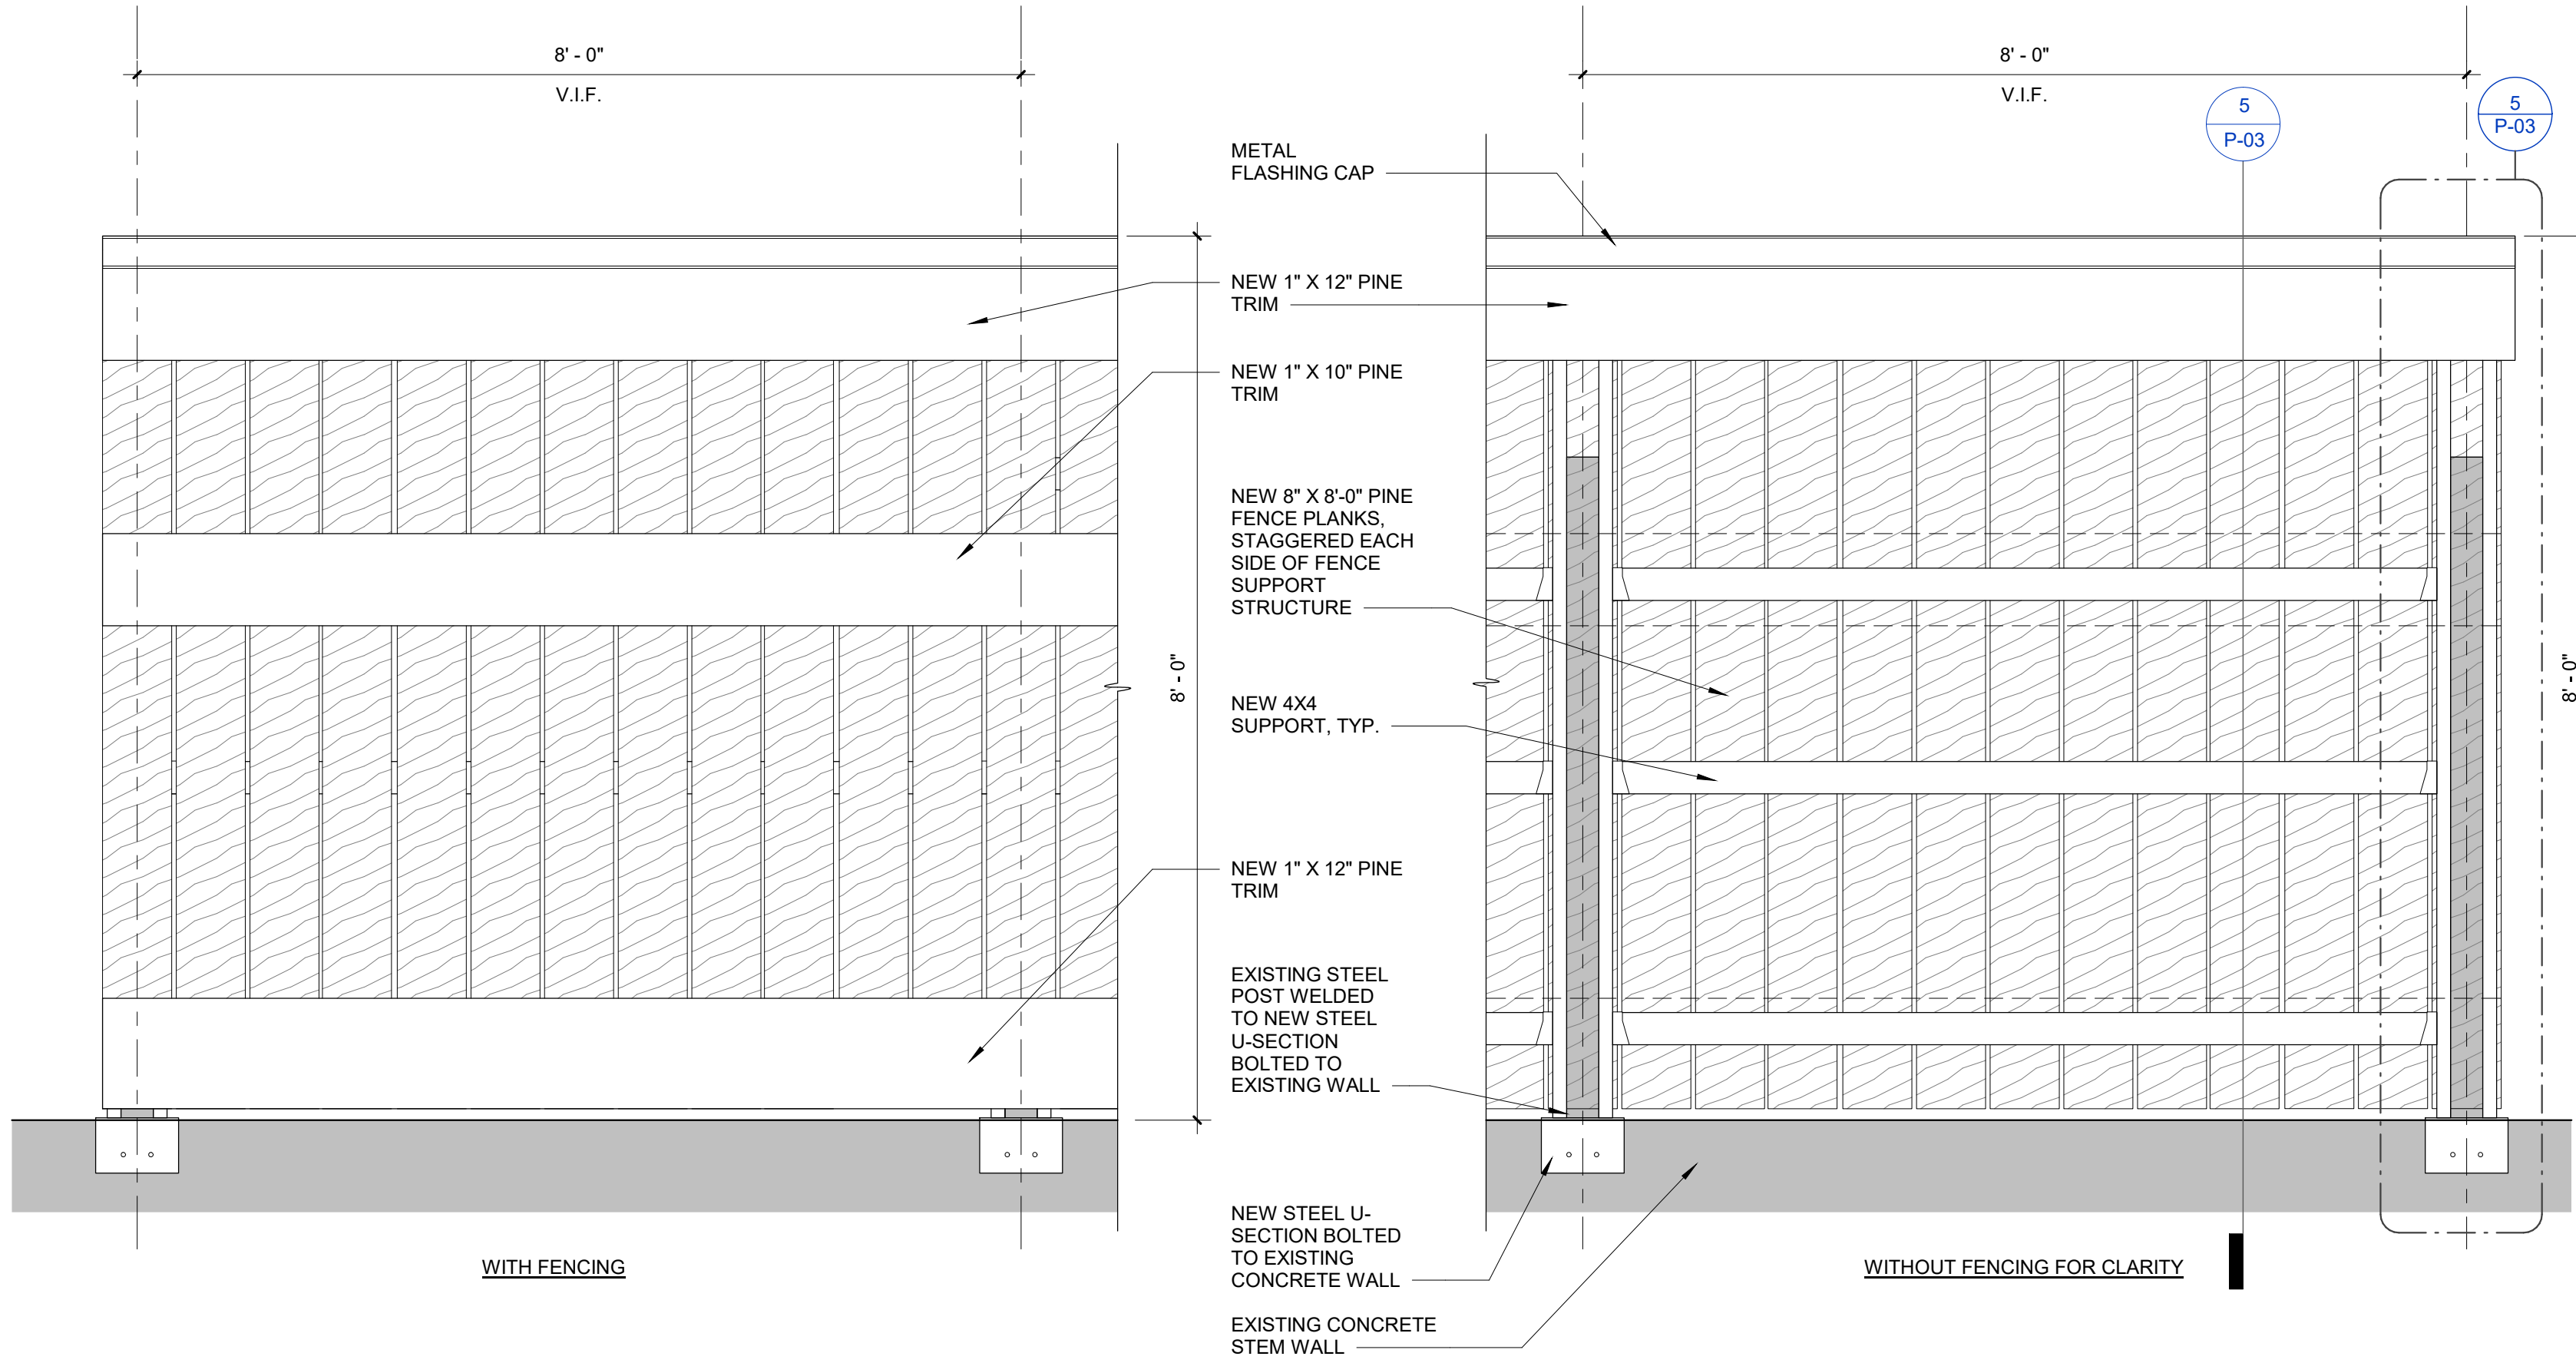 8' - 0"
V.I.F.
8' - 0"
V.I.F.
5
P-03
5
P-03
METAL
FLASHING CAP
NEW 1" X 12" PINE
TRIM
NEW 1" X 10" PINE
TRIM
NEW 8" X 8'-0" PINE
FENCE PLANKS,
STAGGERED EACH
SIDE OF FENCE
SUPPORT
STRUCTURE
8' - 0"
8' - 0"
NEW 4X4
SUPPORT, TYP.
NEW 1" X 12" PINE
TRIM
EXISTING STEEL
POST WELDED
TO NEW STEEL
U-SECTION
BOLTED TO
EXISTING WALL
NEW STEEL U-
SECTION BOLTED
TO EXISTING
CONCRETE WALL
EXISTING CONCRETE
STEM WALL
WITH FENCING
WITHOUT FENCING FOR CLARITY